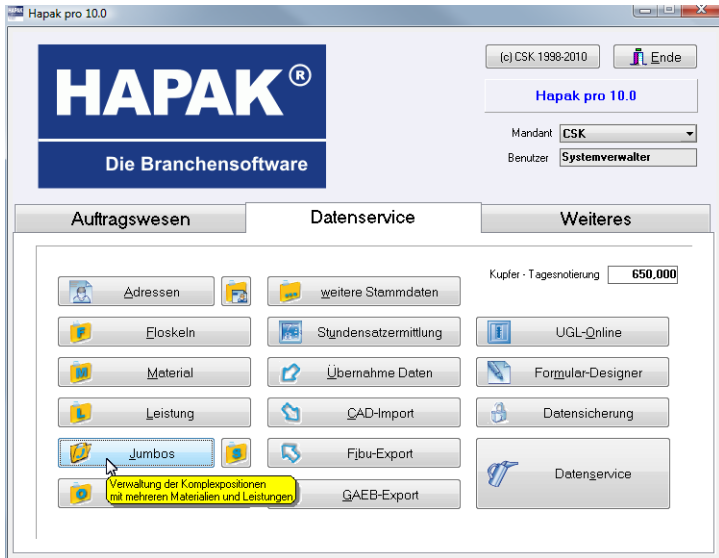 Hapak pro 10.0
HAPAK®
Die Branchensoftware
(c) CSK 1998-2010
Ende
Hapak pro 10.0
Mandant CSK
Benutzer Systemverwalter
Auftragswesen
Datenservice
Weiteres
Kupfer - Tagesnotierung 650,000
Adressen
weitere Stammdaten
Floskeln
Stundensatzermittlung
UGL-Online
Material
Übernahme Daten
Formular-Designer
Leistung
CAD-Import
Datensicherung
Jumbos
Fibu-Export
Datenservice
Verwaltung der Komplexpositionen
mit mehreren Materialien und Leistungen
GAEB-Export